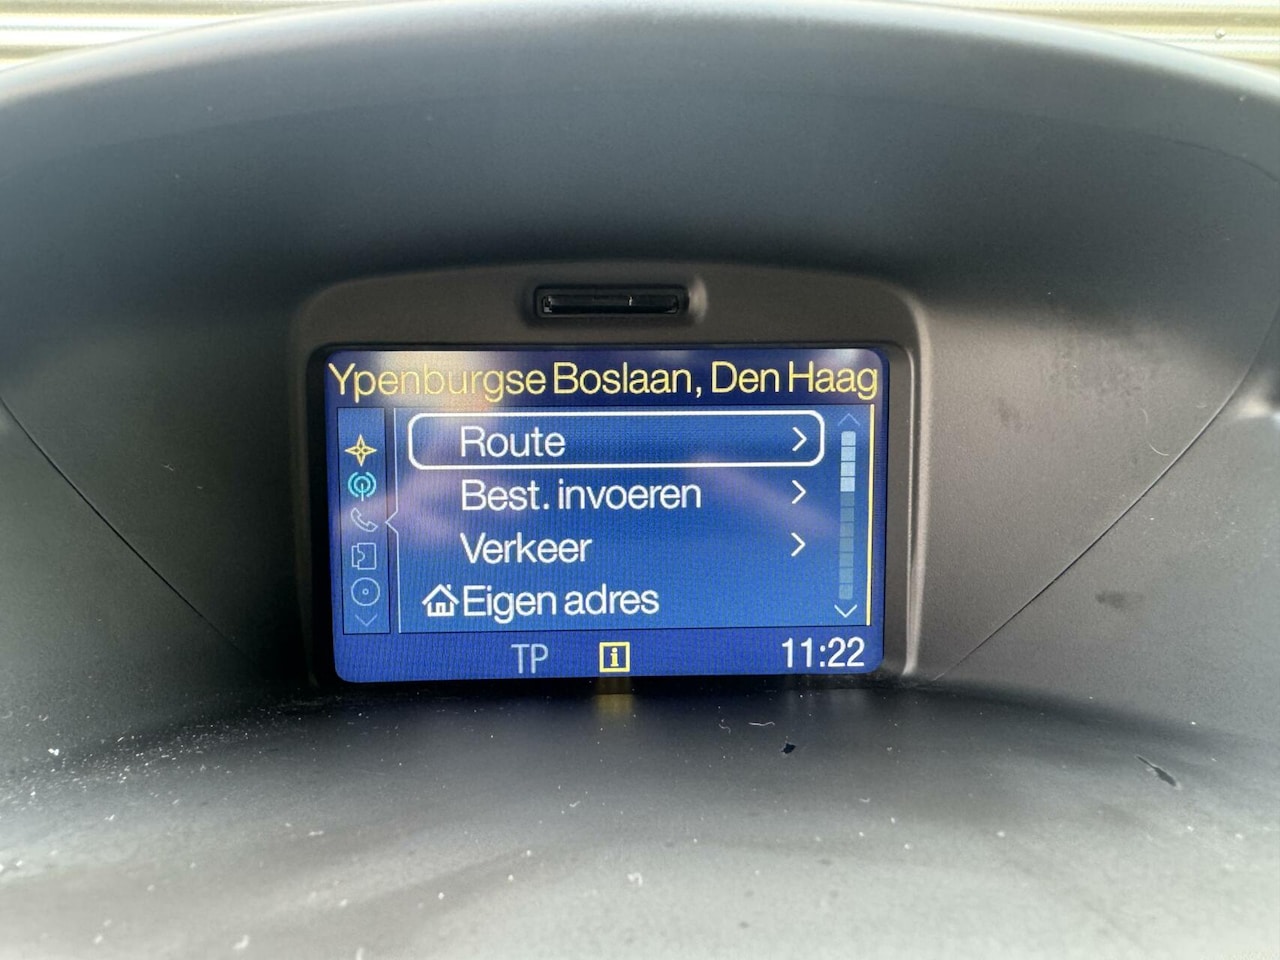 Ypenburgse Boslaan, Den Haag
Route
Best. invoeren
Verkeer
Eigen adres
TP i 11:22